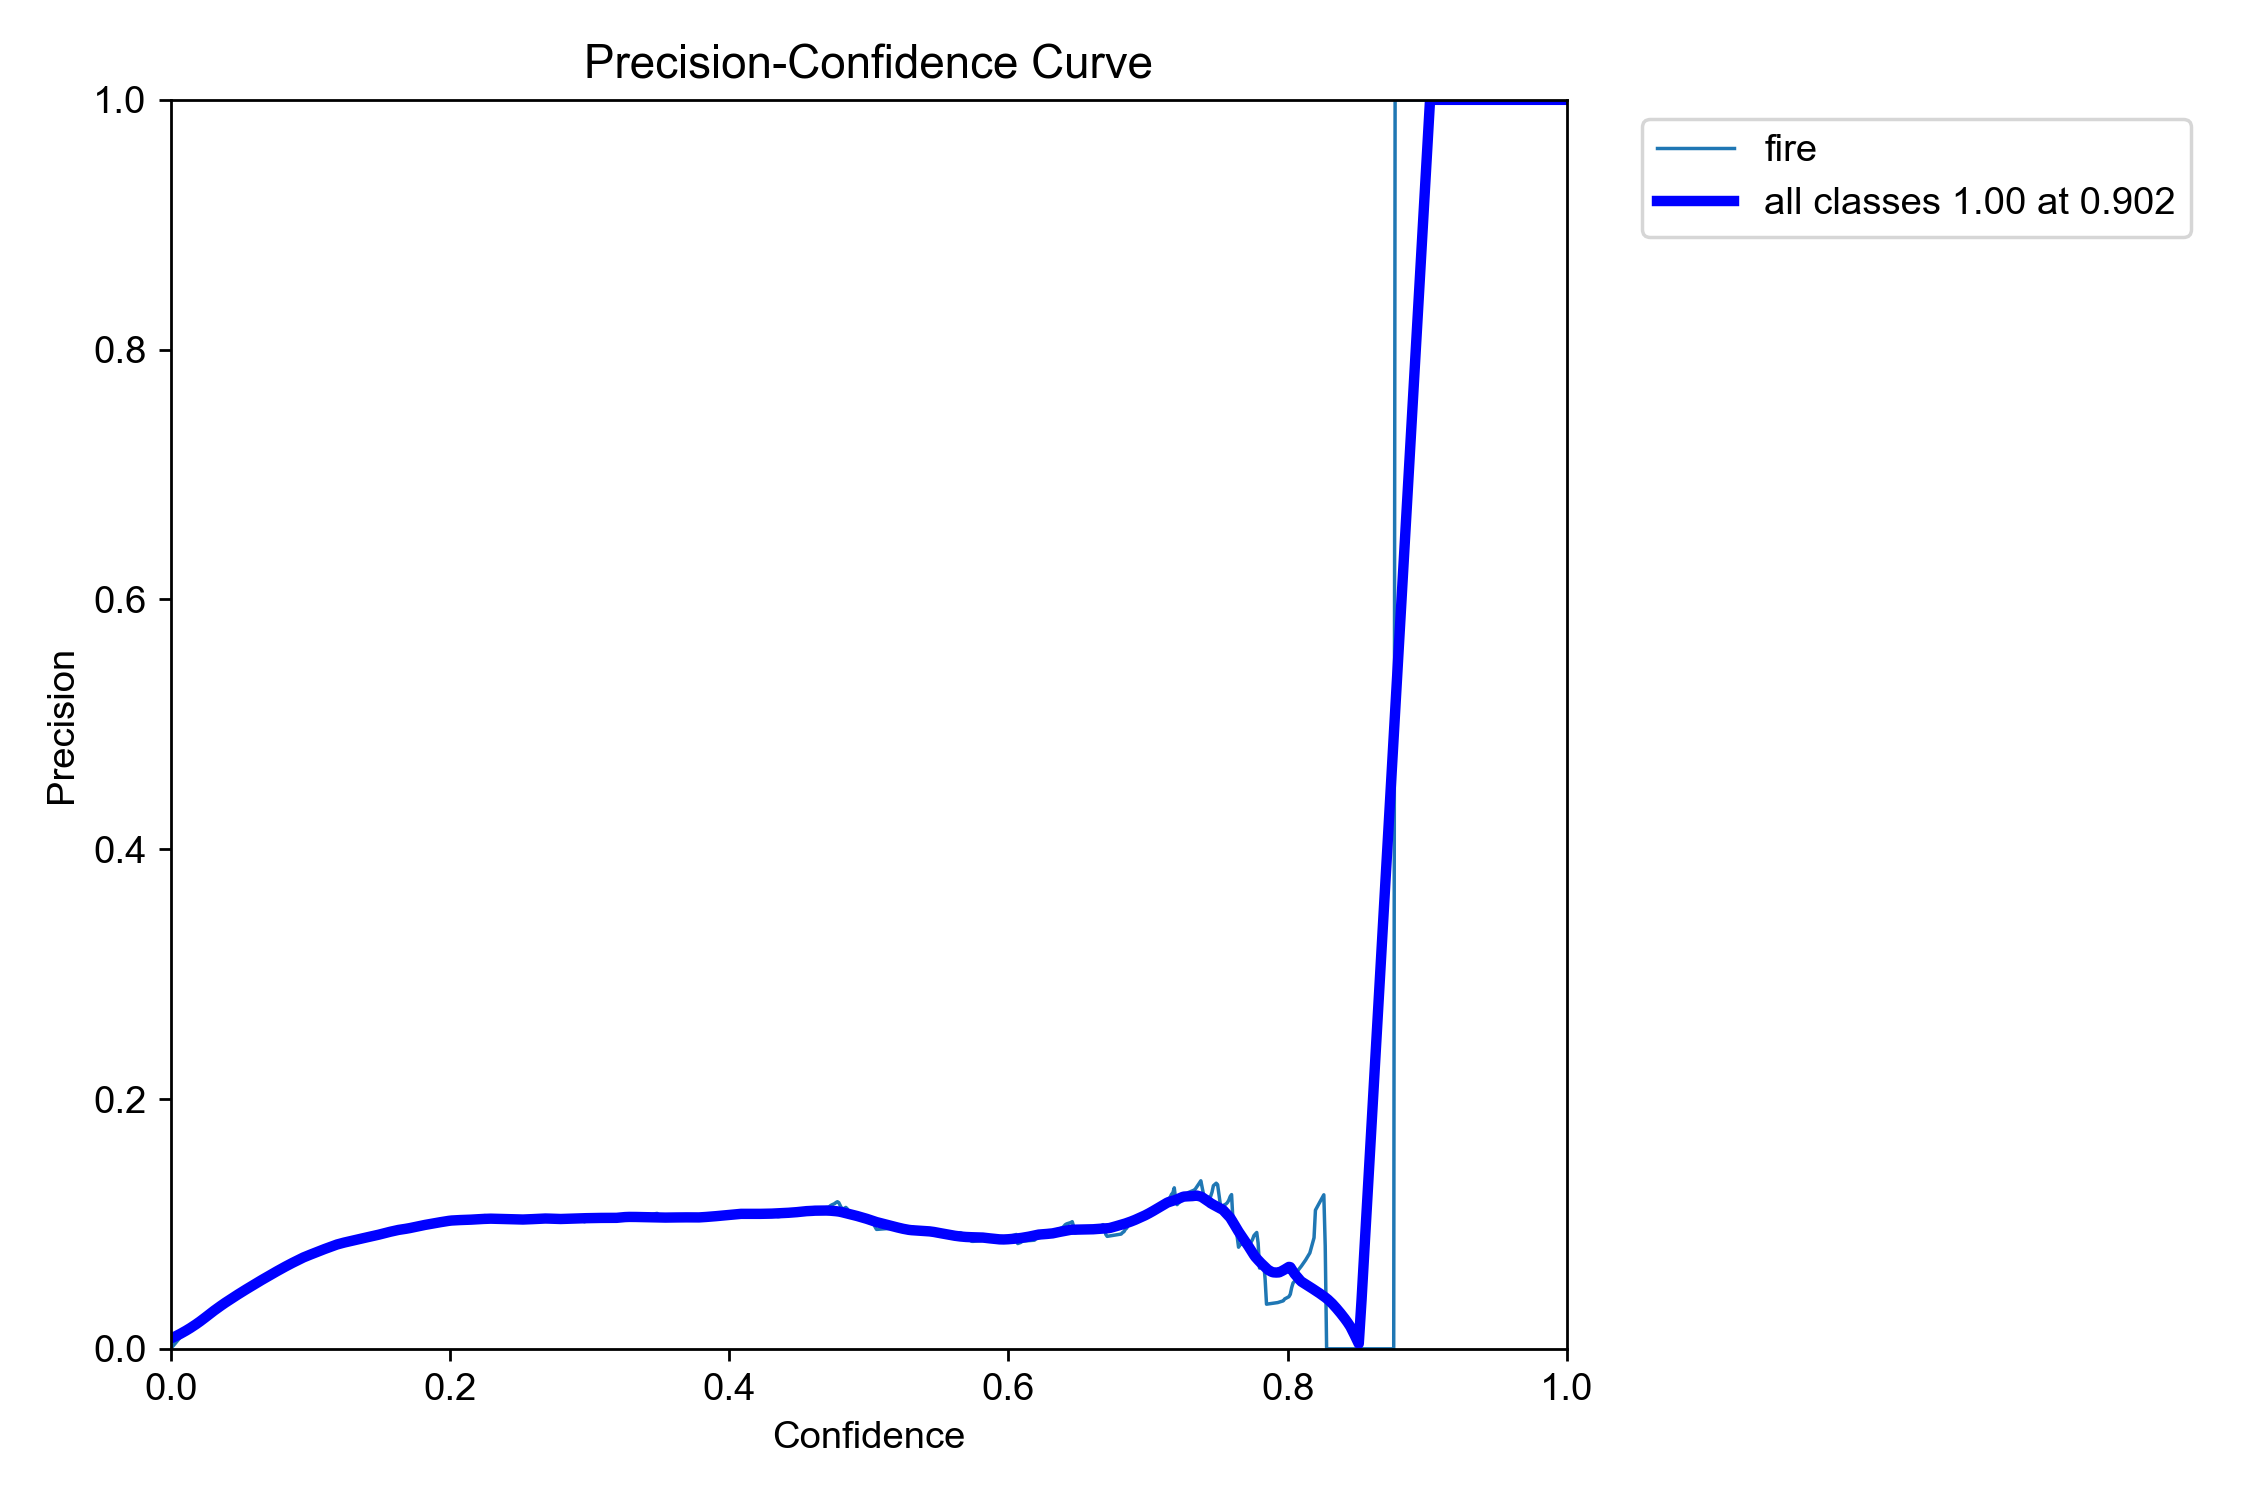 Precision-Confidence Curve
1.0
0.8
0.6
0.4
0.2
0.0
Precision
0.0 0.2 0.4 0.6 0.8 1.0
Confidence
fire
all classes 1.00 at 0.902